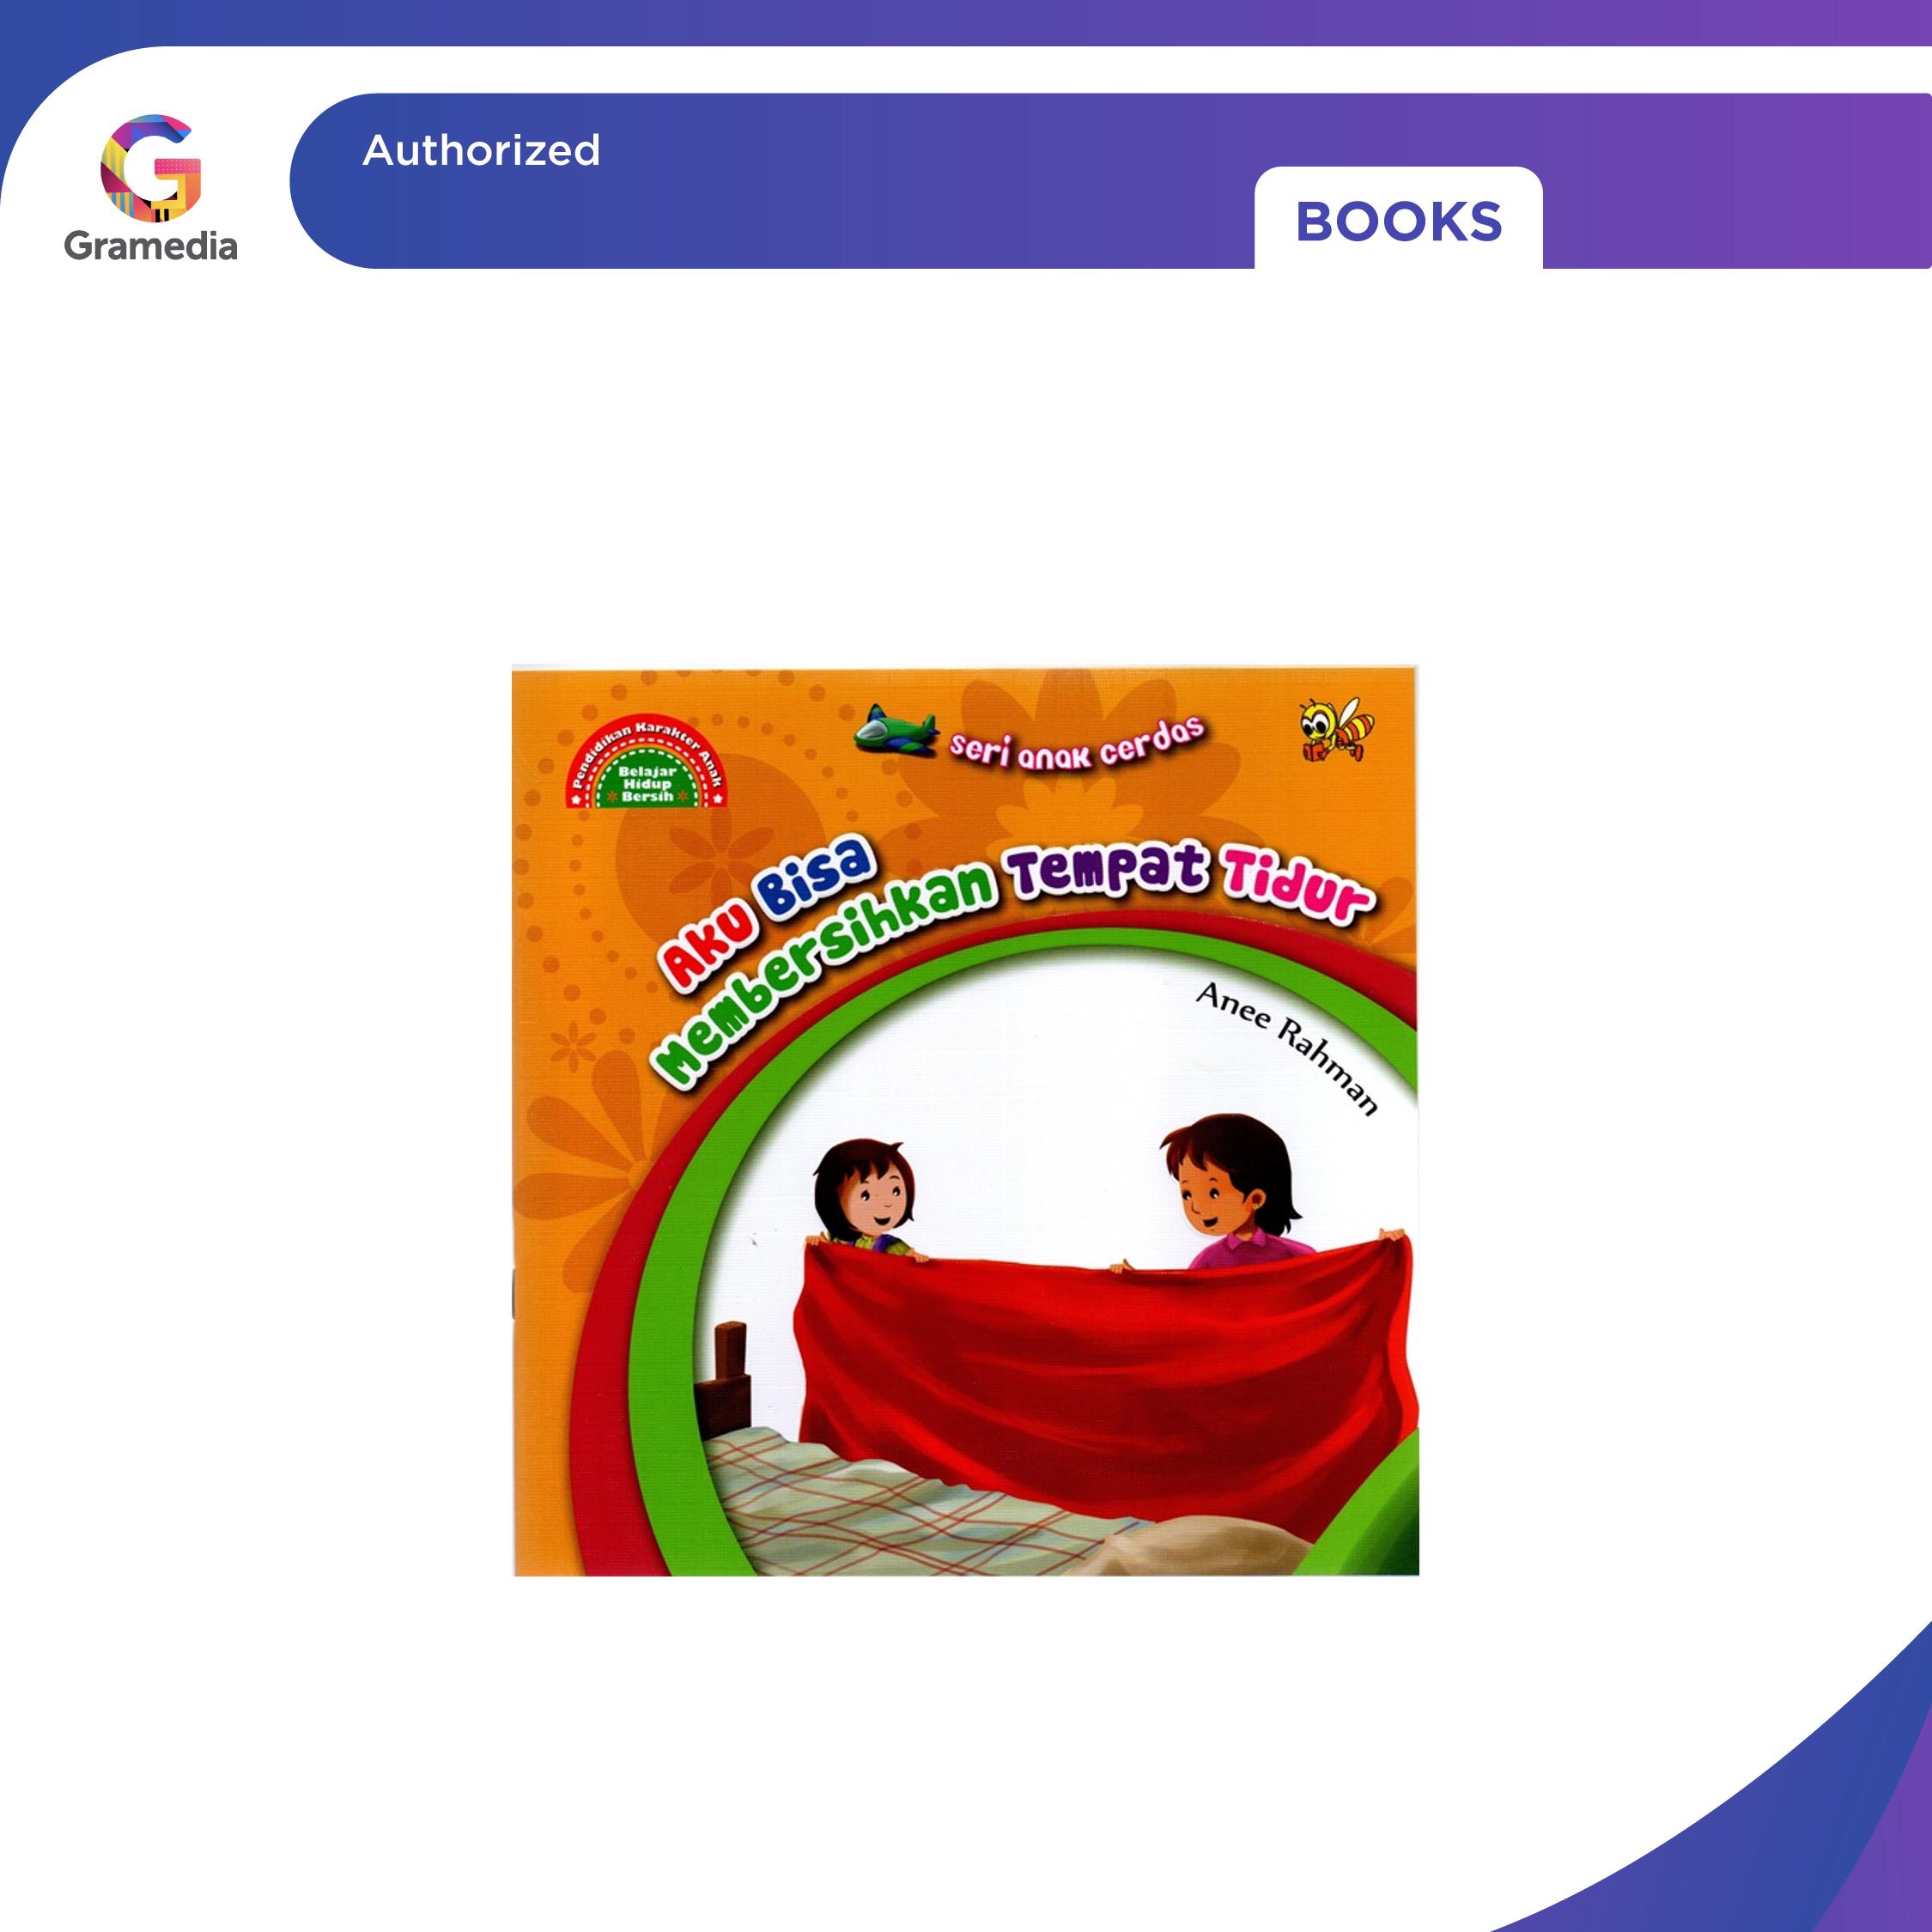 Gramedia
Authorized
BOOKS
Pendidikan Karakter Anak
Belajar
Hidup
Bersih
seri anak cerdas
Aku Bisa
Membersihkan Tempat Tidur
Anee Rahman